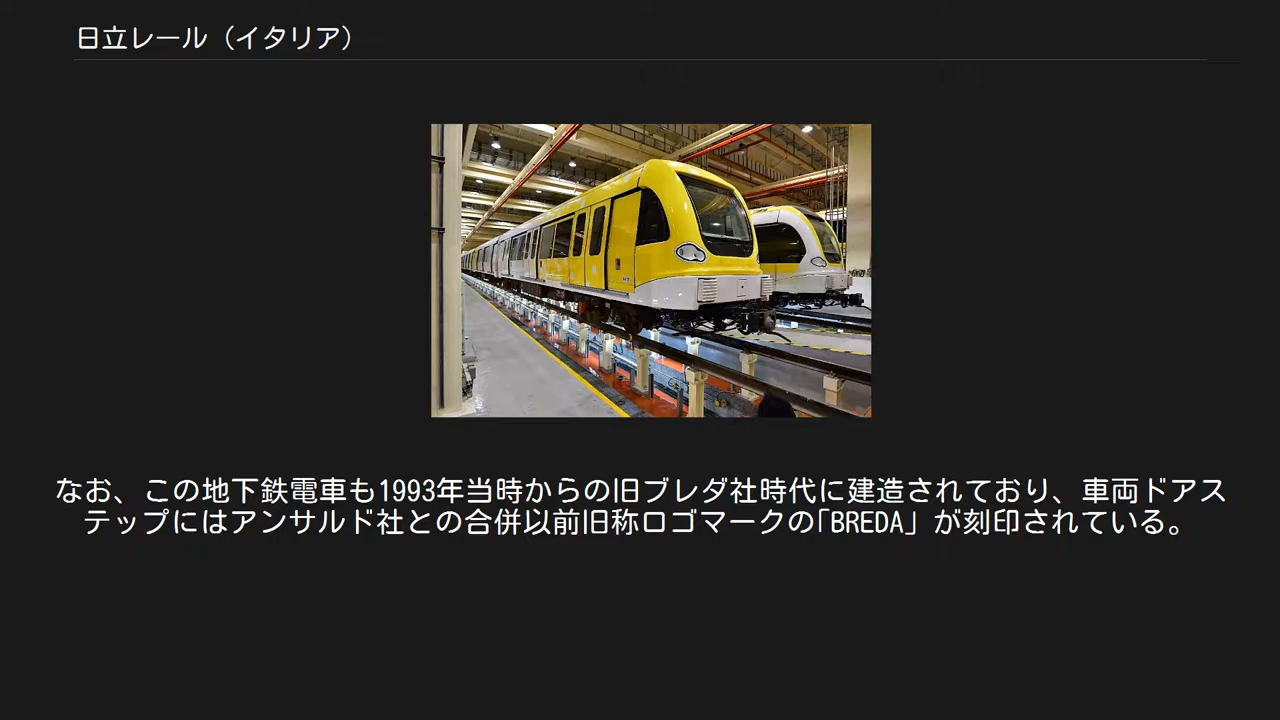 日立レール（イタリア）
なお、この地下鉄電車も1993年当時からの旧ブレダ社時代に建造されており、車両ドアス
テップにはアンサルド社との合併以前旧称ロゴマークの「BREDA」が刻印されている。